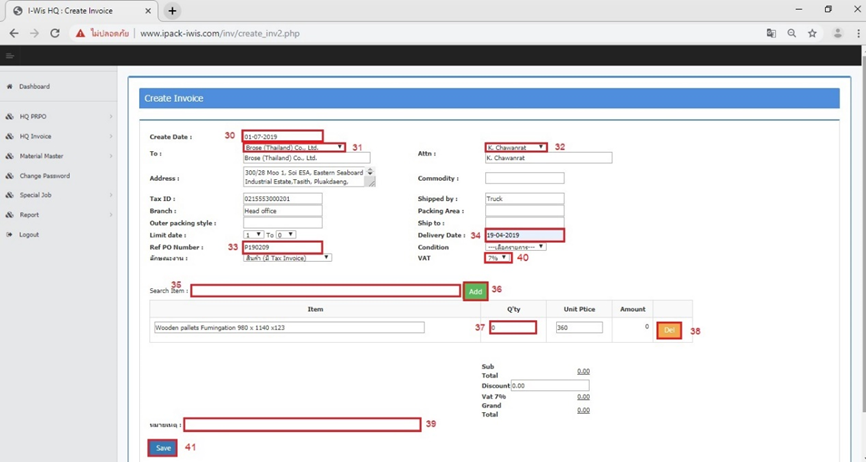 I-Wis HQ : Create Invoice
ไม่ปลอดภัย | www.ipack-iwis.com/inv/create_inv2.php
Dashboard
HQ PRPO
HQ Invoice
Material Master
Change Password
Special Job
Report
Logout
Create Invoice
Create Date : 30 01-07-2019
To : Brose (Thailand) Co., Ltd. 31 Attn : K. Chawanrat 32
Brose (Thailand) Co., Ltd. K. Chawanrat
Address : 300/28 Moo 1, Soi ESA, Eastern Seaboard Commodity :
Industrial Estate,Tasith, Pluakdaeng,
Tax ID : 0215553000201 Shipped by : Truck
Branch : Head office Packing Area :
Outer packing style : Ship to :
Limit date : 1 To 0 34 Delivery Date : 19-04-2019
Ref PO Number : 33 P190209 Condition ---เลือกรายการ---
ลักษณะงาน : สินค้า (มี Tax Invoice) VAT 7% 40
35
Search Item : Add 36
Item Q'ty Unit Ptice Amount
Wooden pallets Fumingation 980 x 1140 x123 37 0 360 0 Del 38
Sub
Total 0.00
Discount 0.00
Vat 7% 0.00
Grand
Total 0.00
หมายเหตุ : 39
Save 41